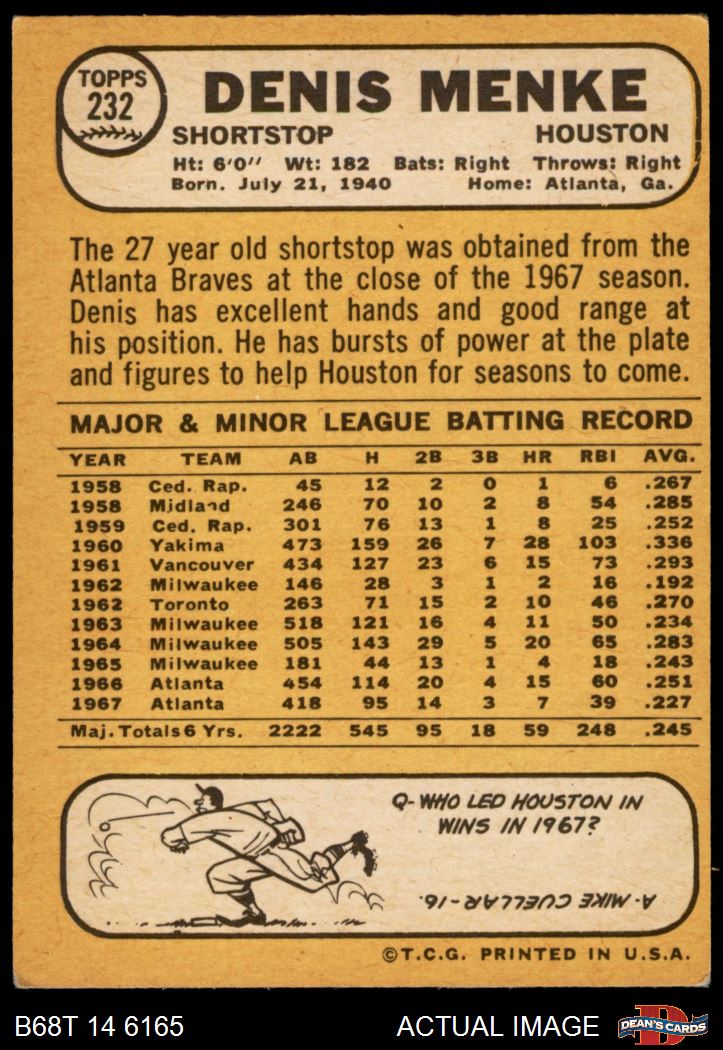 TOPPS
232
DENIS MENKE
SHORTSTOP HOUSTON
Ht: 6'0" Wt: 182 Bats: Right Throws: Right
Born. July 21, 1940 Home: Atlanta, Ga.
The 27 year old shortstop was obtained from the
Atlanta Braves at the close of the 1967 season.
Denis has excellent hands and good range at
his position. He has bursts of power at the plate
and figures to help Houston for seasons to come.
MAJOR & MINOR LEAGUE BATTING RECORD
YEAR TEAM AB H 2B 3B HR RBI AVG.
1958 Ced. Rap. 45 12 2 0 1 6 .267
1958 Midland 246 70 10 2 8 54 .285
1959 Ced. Rap. 301 76 13 1 8 25 .252
1960 Yakima 473 159 26 7 28 103 .336
1961 Vancouver 434 127 23 6 15 73 .293
1962 Milwaukee 146 28 3 1 2 16 .192
1962 Toronto 263 71 15 2 10 46 .270
1963 Milwaukee 518 121 16 4 11 50 .234
1964 Milwaukee 505 143 29 5 20 65 .283
1965 Milwaukee 181 44 13 1 4 18 .243
1966 Atlanta 454 114 20 4 15 60 .251
1967 Atlanta 418 95 14 3 7 39 .227
Maj. Totals 6 Yrs. 2222 545 95 18 59 248 .245
Q-WHO LED HOUSTON IN
WINS IN 1967?
A-MIKE CUELLAR-16.
©T.C.G. PRINTED IN U.S.A.
B68T 14 6165 ACTUAL IMAGE
D
DEAN'S CARDS